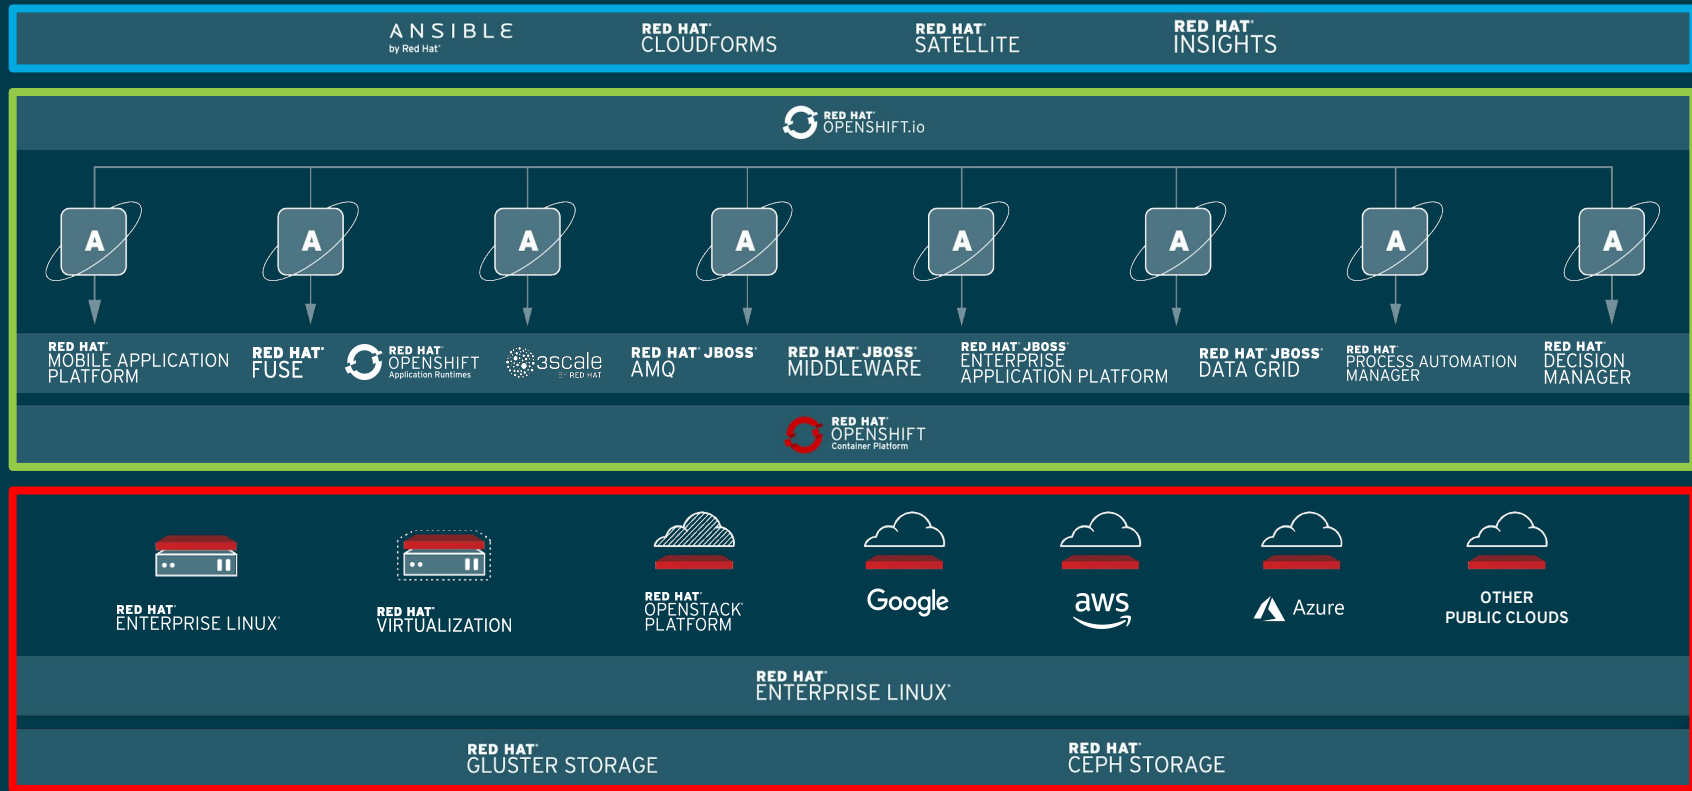 ANSIBLE
by Red Hat®
RED HAT®
CLOUDFORMS
RED HAT®
SATELLITE
RED HAT®
INSIGHTS
RED HAT®
OPENSHIFT.io
A
A
A
A
A
A
A
A
RED HAT®
MOBILE APPLICATION
PLATFORM
RED HAT®
FUSE
RED HAT®
OPENSHIFT
Application Runtimes
3scale
BY RED HAT
RED HAT® JBOSS®
AMQ
RED HAT® JBOSS®
MIDDLEWARE
RED HAT® JBOSS®
ENTERPRISE
APPLICATION PLATFORM
RED HAT® JBOSS®
DATA GRID
RED HAT®
PROCESS AUTOMATION
MANAGER
RED HAT®
DECISION
MANAGER
RED HAT®
OPENSHIFT
Container Platform
RED HAT®
ENTERPRISE LINUX®
RED HAT®
VIRTUALIZATION
RED HAT®
OPENSTACK®
PLATFORM
Google
aws
Azure
OTHER
PUBLIC CLOUDS
RED HAT®
ENTERPRISE LINUX®
RED HAT®
GLUSTER STORAGE
RED HAT®
CEPH STORAGE